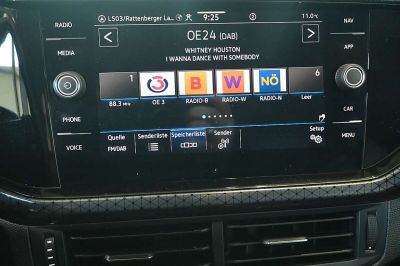 RADIO
L503/Rattenberger La...
9:25
11.0°C
NAV
OE24 (DAB)
MEDIA
WHITNEY HOUSTON
I WANNA DANCE WITH SOMEBODY
APP
1
3
B
W
NÖ
6
88.3 MHz
OE 3
RADIO-B
RADIO-W
RADIO-N
Leer
PHONE
CAR
Quelle
Senderliste
Speicherliste
Sender
Setup
FM/DAB
VOICE
MENU